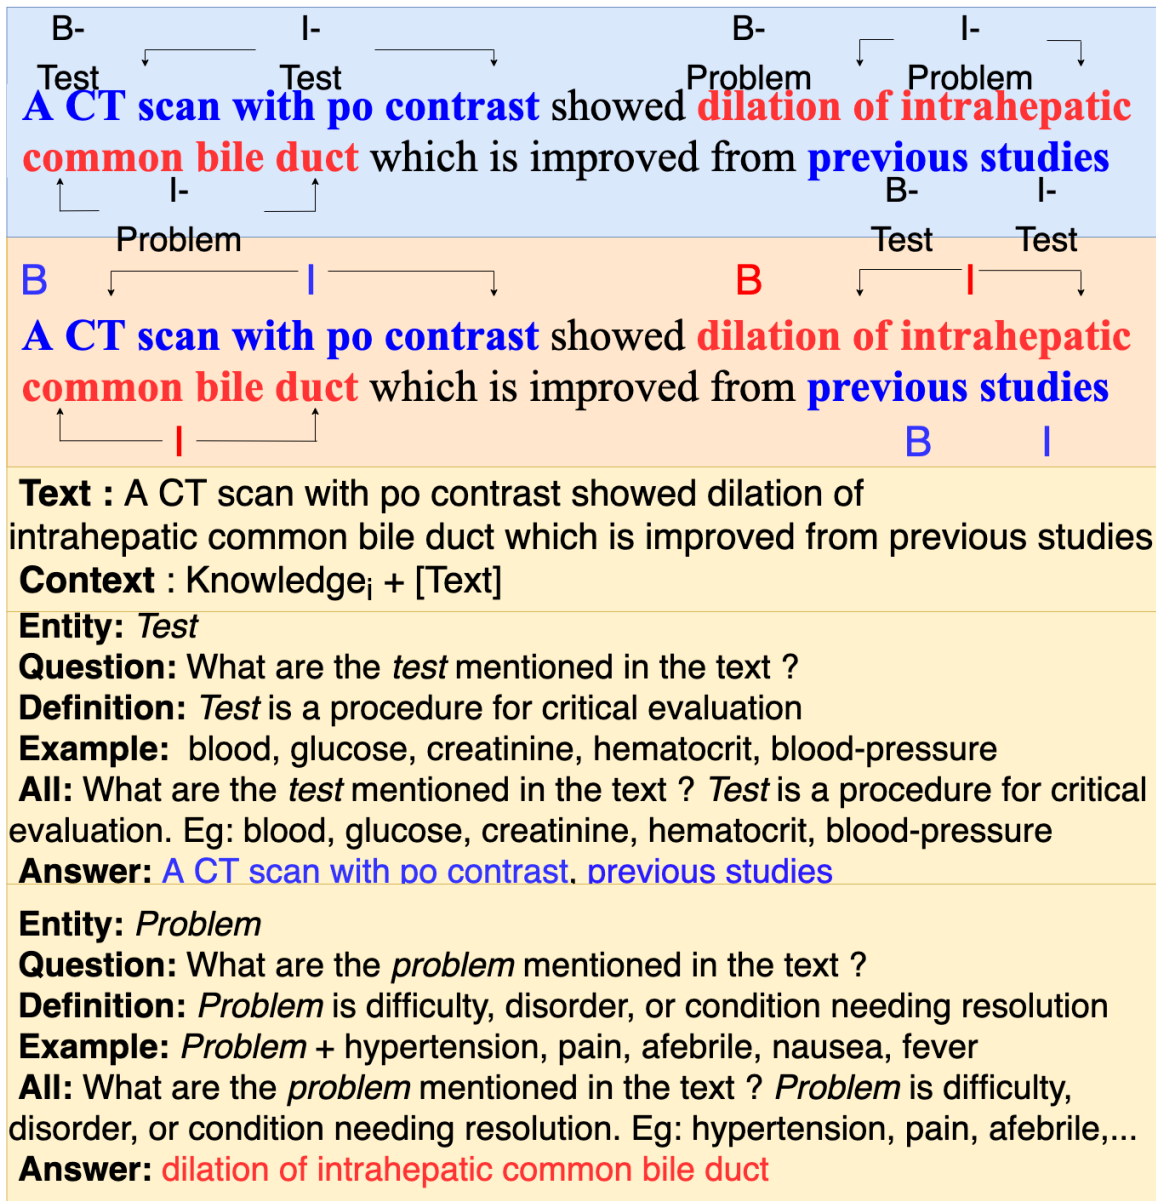 B- I- B- I-
Test Test Problem Problem
A CT scan with po contrast showed dilation of intrahepatic
common bile duct which is improved from previous studies
I- B- I-
Problem Test Test
B I B I
A CT scan with po contrast showed dilation of intrahepatic
common bile duct which is improved from previous studies
I B I
Text : A CT scan with po contrast showed dilation of
intrahepatic common bile duct which is improved from previous studies
Context : Knowledgei + [Text]
Entity: Test
Question: What are the test mentioned in the text ?
Definition: Test is a procedure for critical evaluation
Example: blood, glucose, creatinine, hematocrit, blood-pressure
All: What are the test mentioned in the text ? Test is a procedure for critical
evaluation. Eg: blood, glucose, creatinine, hematocrit, blood-pressure
Answer: A CT scan with po contrast, previous studies
Entity: Problem
Question: What are the problem mentioned in the text ?
Definition: Problem is difficulty, disorder, or condition needing resolution
Example: Problem + hypertension, pain, afebrile, nausea, fever
All: What are the problem mentioned in the text ? Problem is difficulty,
disorder, or condition needing resolution. Eg: hypertension, pain, afebrile,...
Answer: dilation of intrahepatic common bile duct